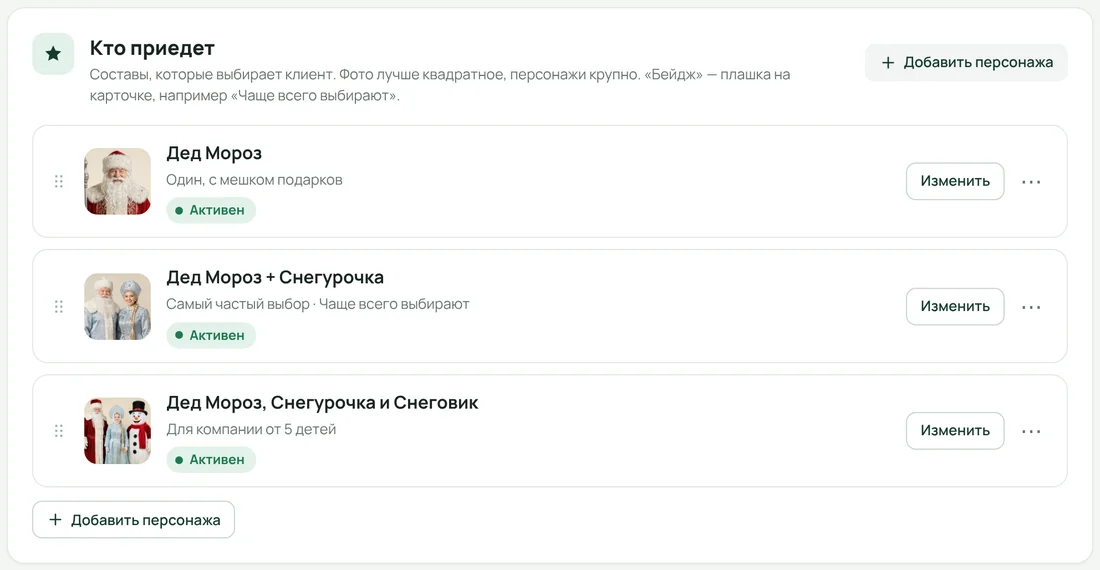 Кто приедет
Составы, которые выбирает клиент. Фото лучше квадратное, персонажи крупно. «Бейдж» — плашка на
карточке, например «Чаще всего выбирают».
+ Добавить персонажа
Дед Мороз
Один, с мешком подарков
Активен
Изменить
Дед Мороз + Снегурочка
Самый частый выбор · Чаще всего выбирают
Активен
Изменить
Дед Мороз, Снегурочка и Снеговик
Для компании от 5 детей
Активен
Изменить
+ Добавить персонажа